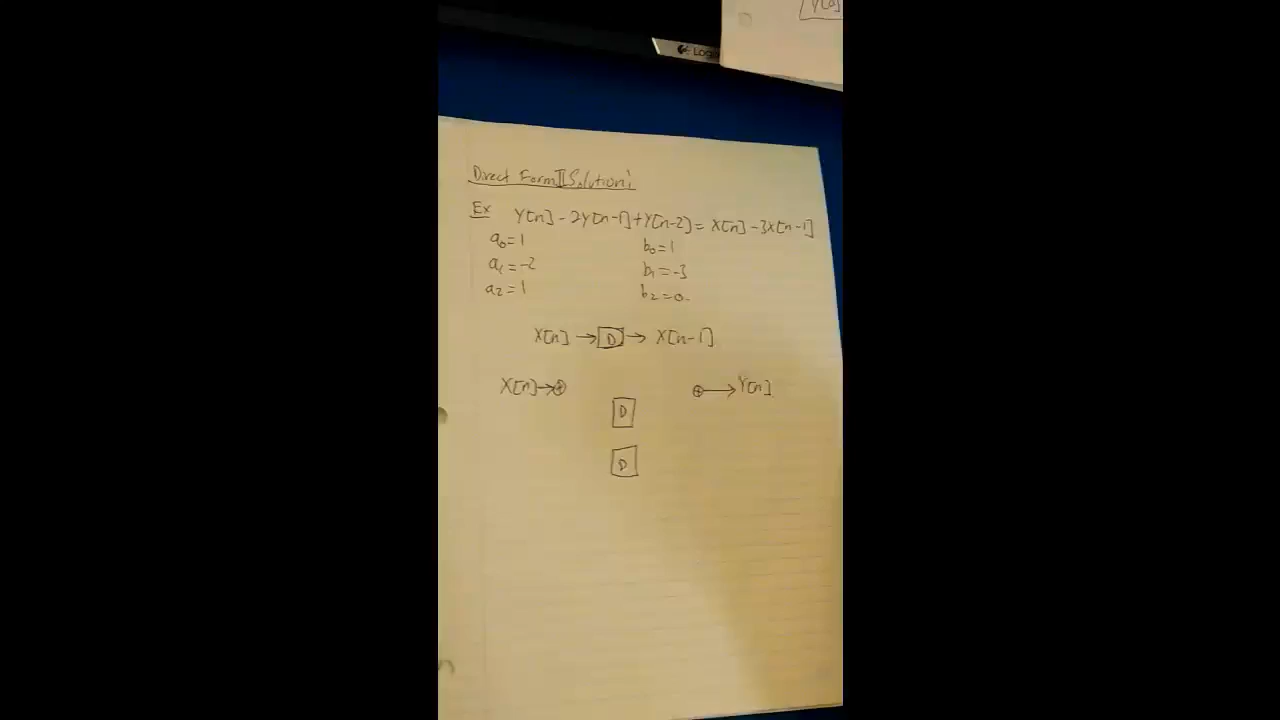 Y[0]
Direct Form II Solution:
Ex Y[n] - 2Y[n-1] + Y[n-2] = X[n] - 3X[n-1]
a₀=1 b₀=1
a₁=-2 b₁=-3
a₂=1 b₂=0.
X[n] → D → X[n-1]
X[n] → ⊕ ⊕ → Y[n]
D
D